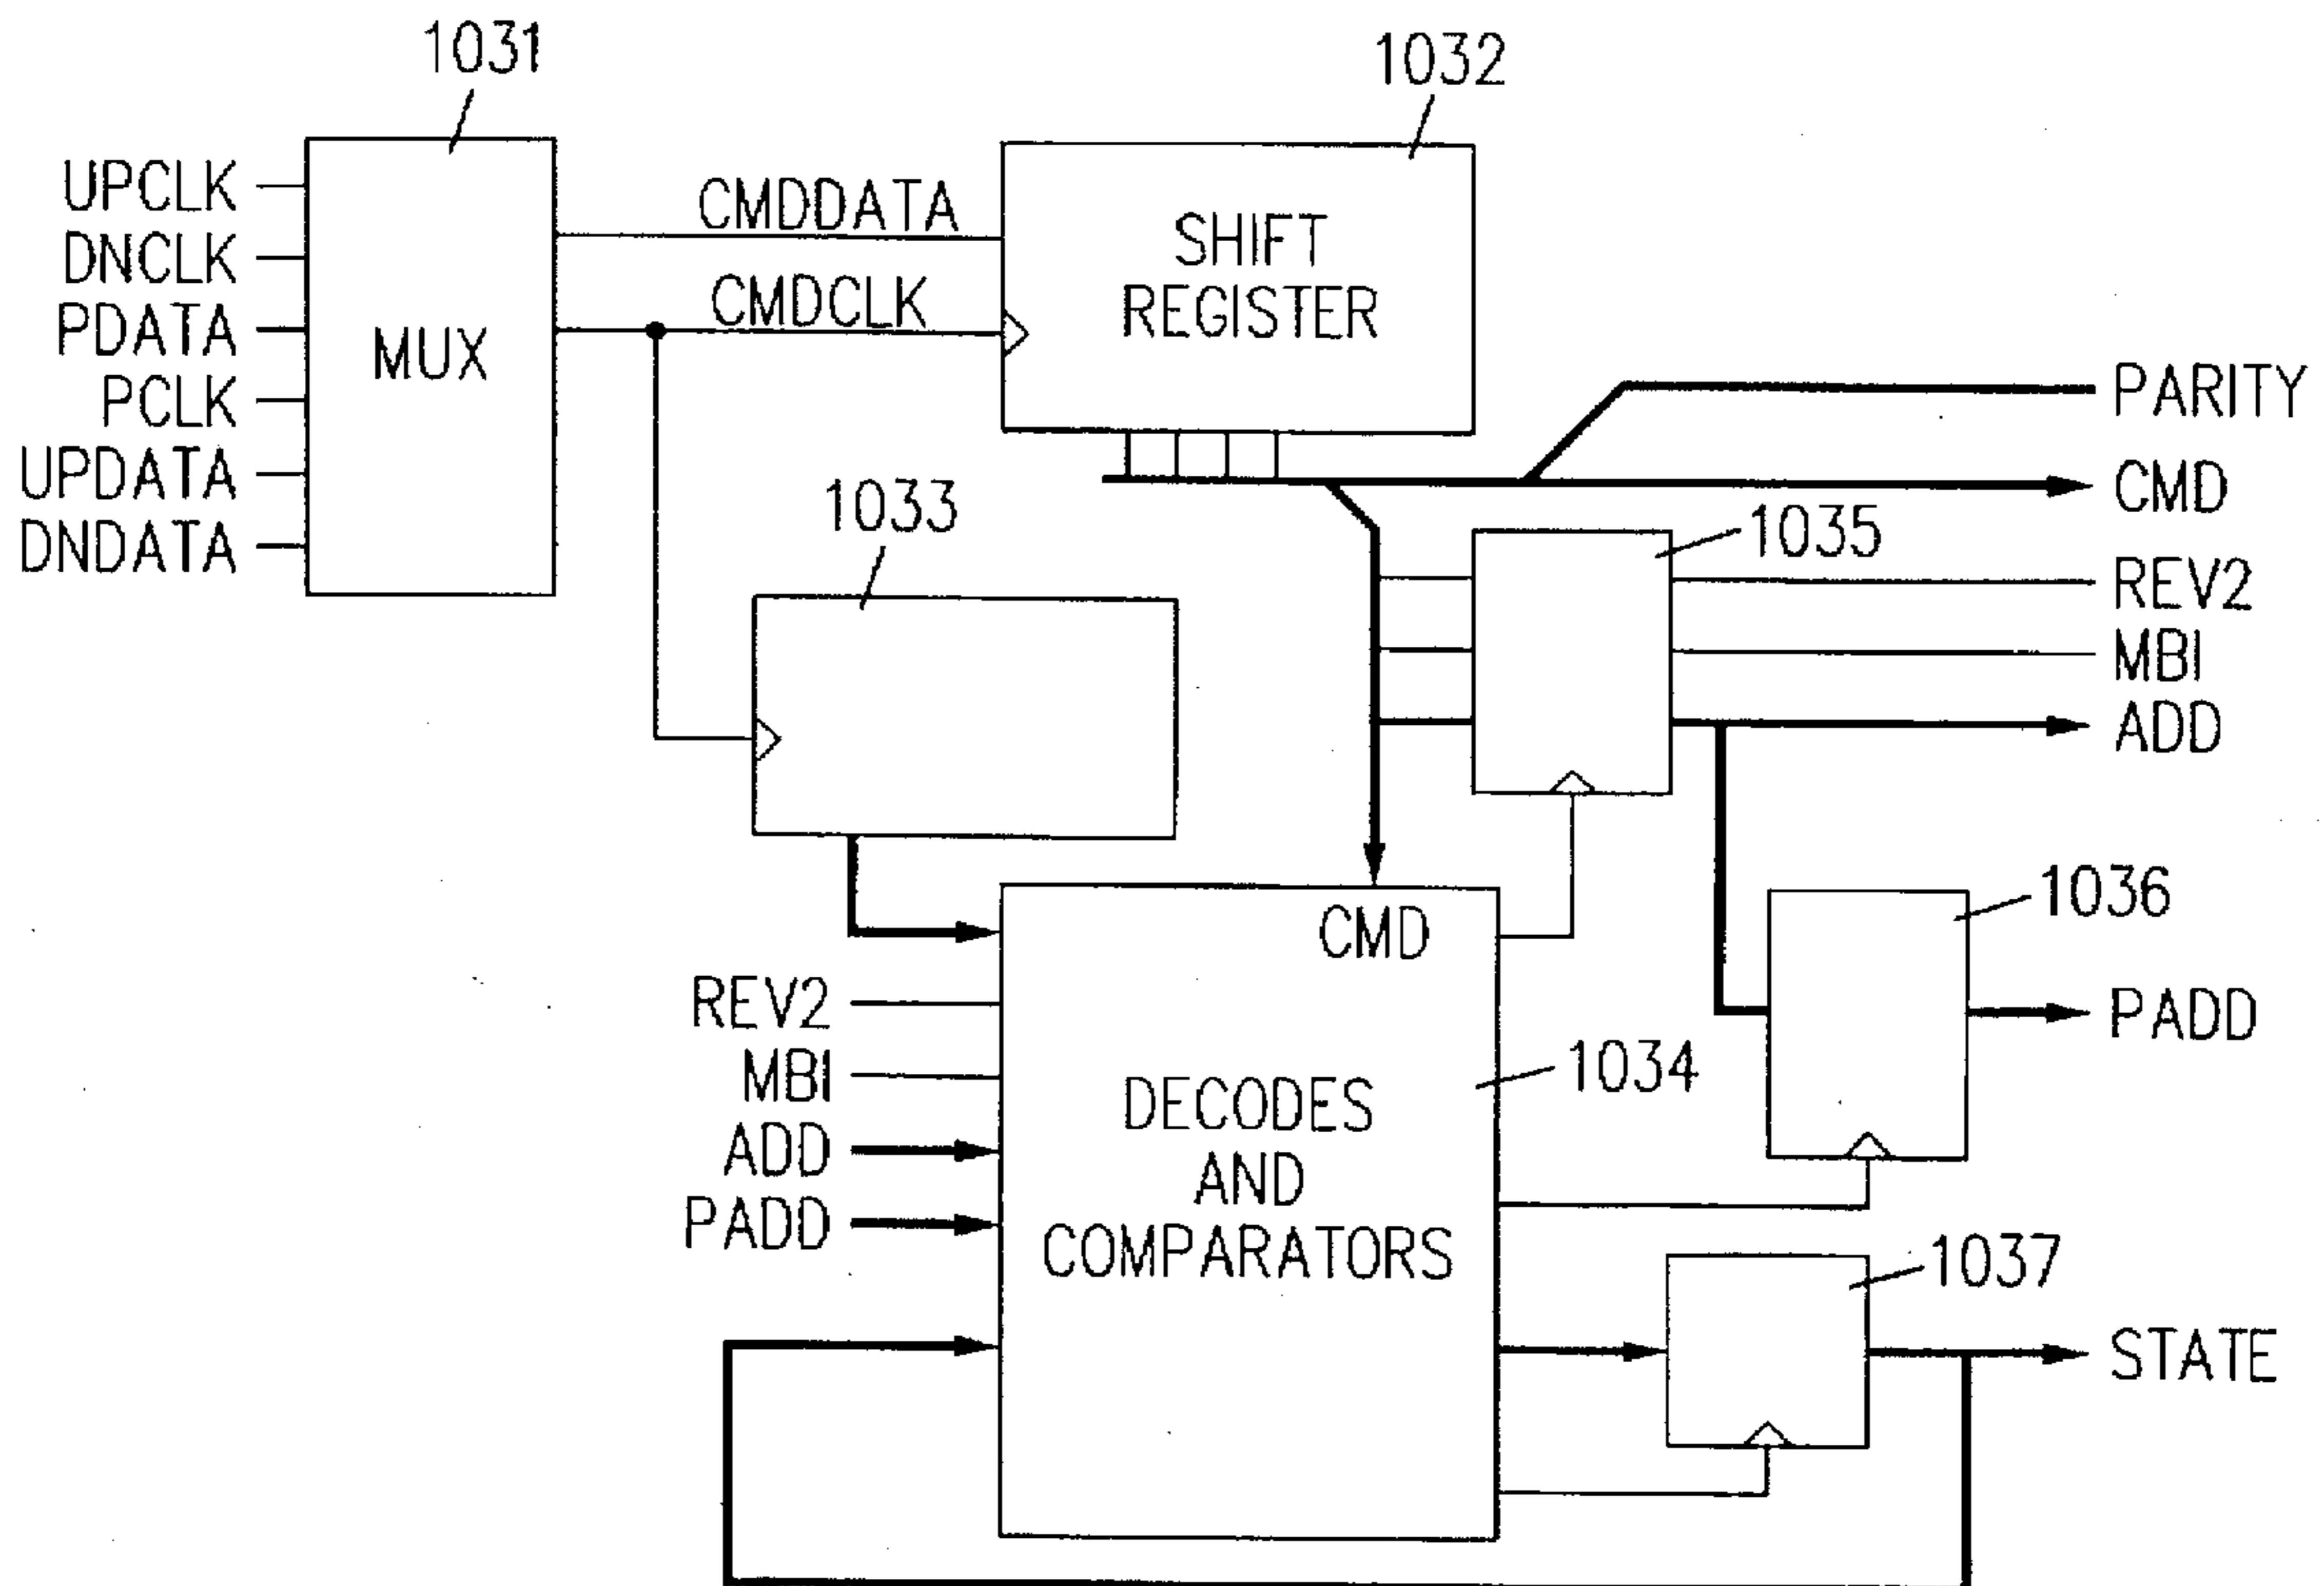 1031
1032
UPCLK
DNCLK
PDATA
PCLK
UPDATA
DNDATA
MUX
CMDDATA
CMDCLK
SHIFT
REGISTER
PARITY
CMD
1033
1035
REV2
MBI
ADD
1036
PADD
CMD
REV2
MBI
ADD
PADD
DECODES
AND
COMPARATORS
1034
1037
STATE